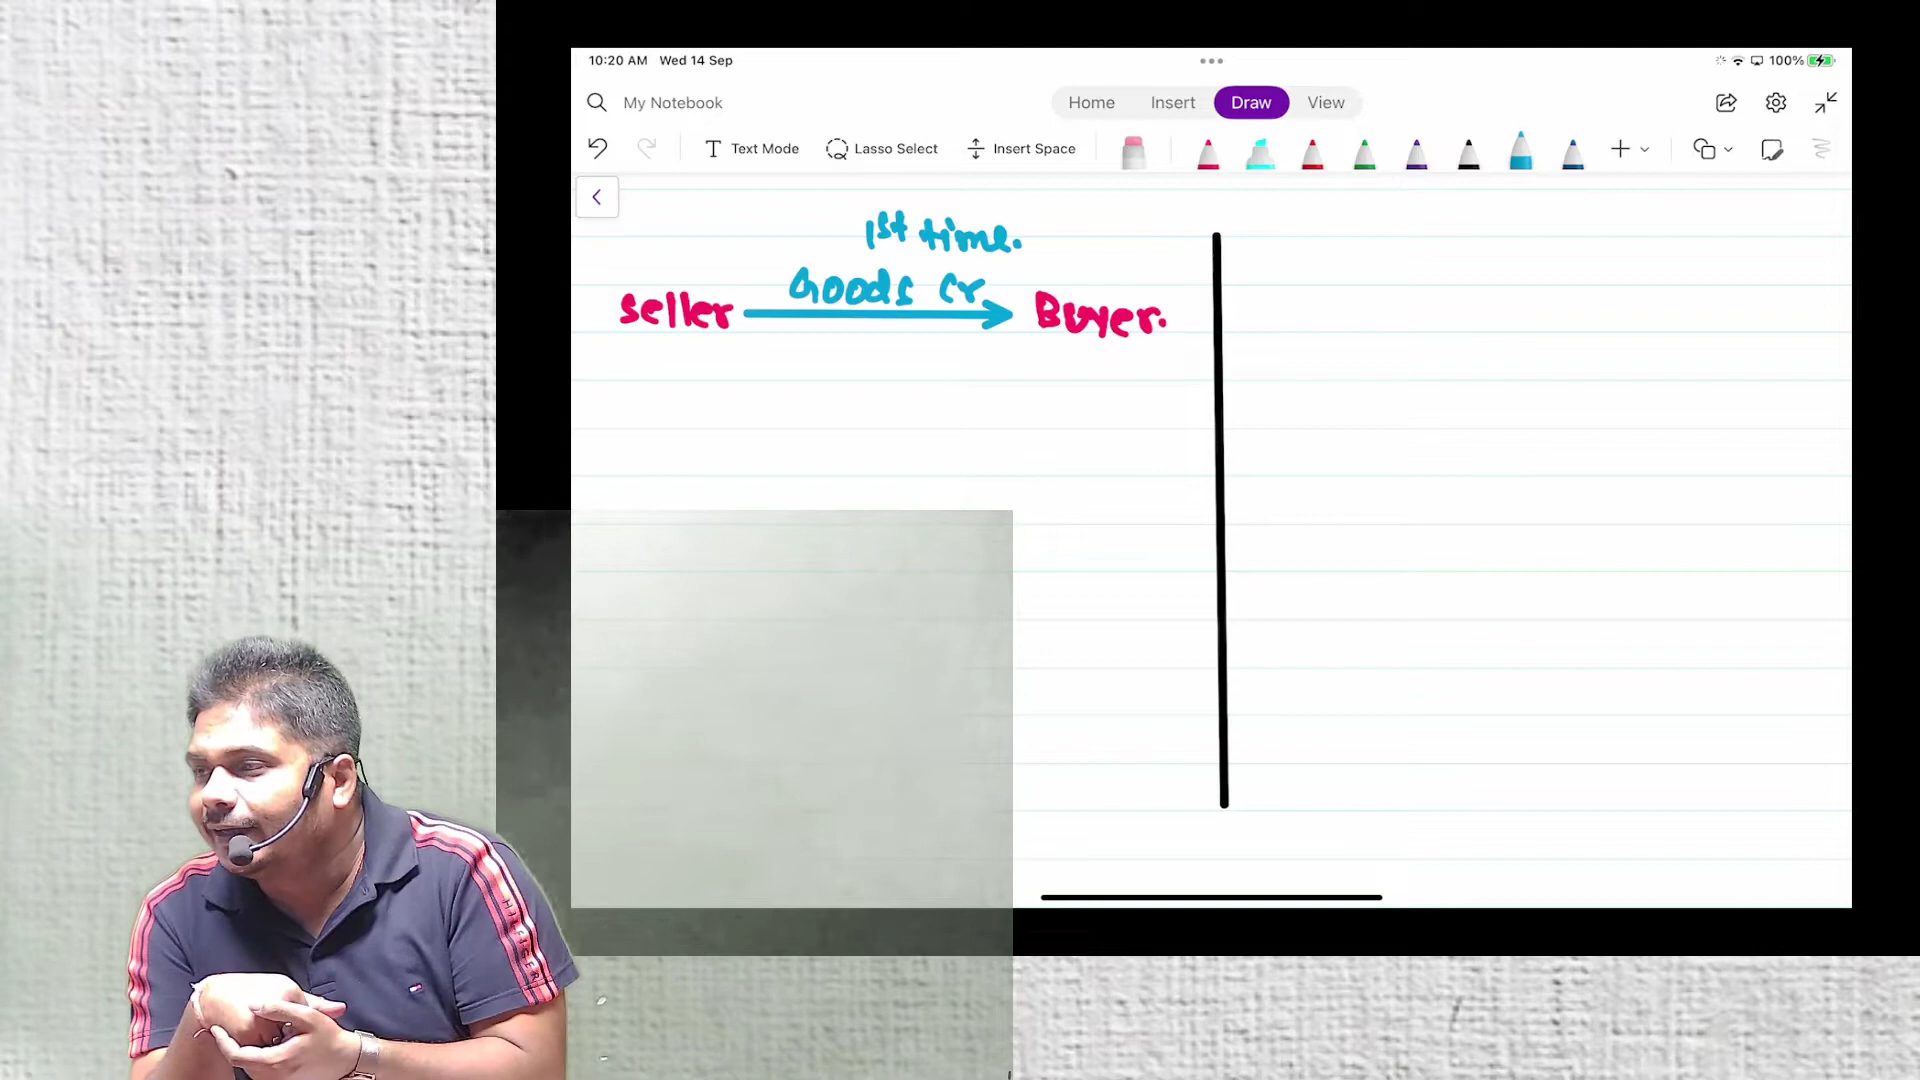 10:20 AM Wed 14 Sep
100%
My Notebook
Home Insert Draw View
Text Mode Lasso Select Insert Space
1st time.
Goods Cr
Seller Buyer.
HILFIGER